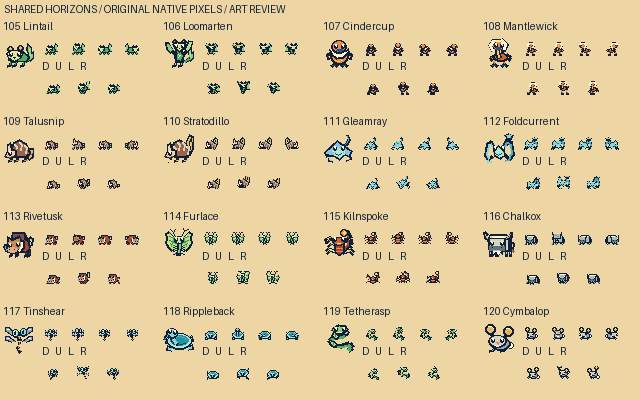 SHARED HORIZONS / ORIGINAL NATIVE PIXELS / ART REVIEW
105 Lintail 106 Loomarten 107 Cindercup 108 Mantlewick
D U L R D U L R D U L R D U L R
109 Talusnip 110 Stratodillo 111 Gleamray 112 Foldcurrent
D U L R D U L R D U L R D U L R
113 Rivetusk 114 Furlace 115 Kilnspoke 116 Chalkox
D U L R D U L R D U L R D U L R
117 Tinshear 118 Rippleback 119 Tetherasp 120 Cymbalop
D U L R D U L R D U L R D U L R